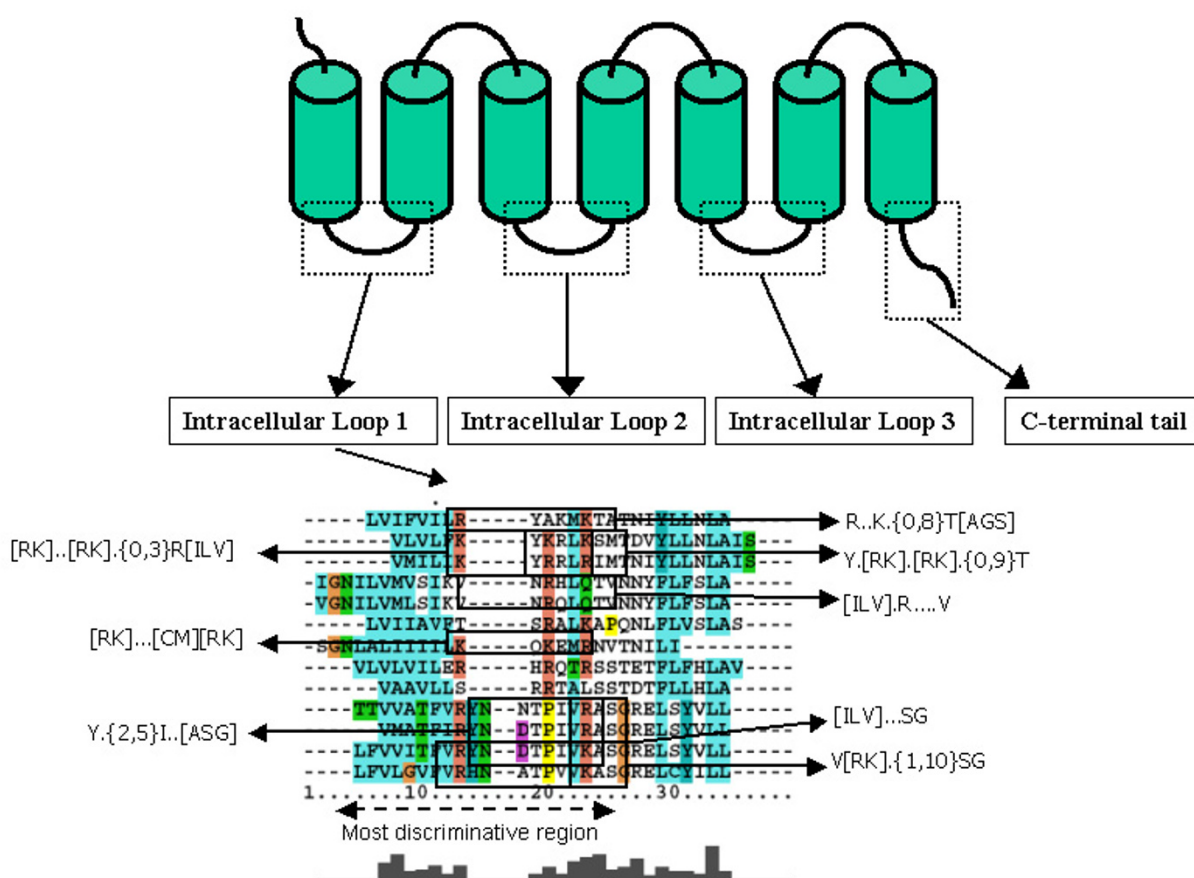 Intracellular Loop 1
Intracellular Loop 2
Intracellular Loop 3
C-terminal tail
-----LVIFVILR-----YAKMKTATNIYLLNLA-----
R..K.{0,8}T[AGS]
-------VLVLFK-----YKRLKSMTDVYLLNLAIS---
[RK]..[RK].{0,3}R[ILV]
Y.[RK].[RK].{0,9}T
-------VMILIK-----YRRLRIMTNIYLLNLAIS---
IGNILVMVSIKV-----NRHLQTVNNYFLFSLA-----
VGNILVMLSIKV-----NRQLQTVNNYFLFSLA-----
[ILV].R....V
-----LVIIAVFT-----SRALKAPQNLFLVSLAS----
[RK]...[CM][RK]
SGNLALIIIILK-----QKEMRNVTNILI---------
----VLVLVILER-----HRQTRSSTETFLFHLAV----
------VAAVLLS-----RRTALSSTDTFLLHLA-----
----TTVVATFVRYN--NTPIVRASGRELSYVLL-----
[ILV]...SG
Y.{2,5}I..[ASG]
------VMATFIRYN--DTPIVRASGRELSYVLL-----
----LFVVITFVRYN--DTPIVKASGRELSYVLL-----
V[RK].{1,10}SG
----LFVLGVFVRHN--ATPVVKASGRELCYILL-----
1.......10........20........30.........
Most discriminative region